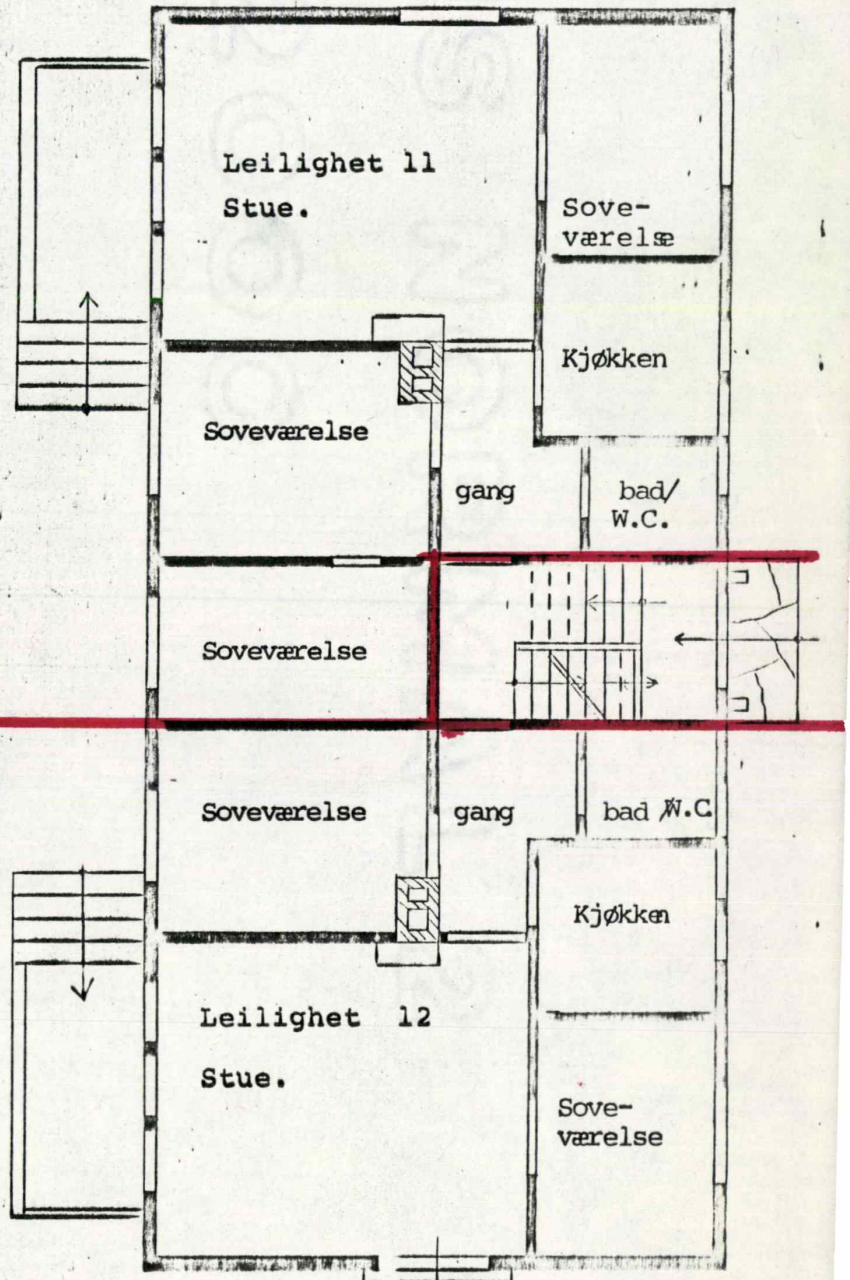 Leilighet 11
Stue.
Sove-
værelse
Kjøkken
Soveværelse
gang
bad/
W.C.
Soveværelse
Soveværelse
gang
bad/W.C.
Kjøkken
Leilighet 12
Stue.
Sove-
værelse